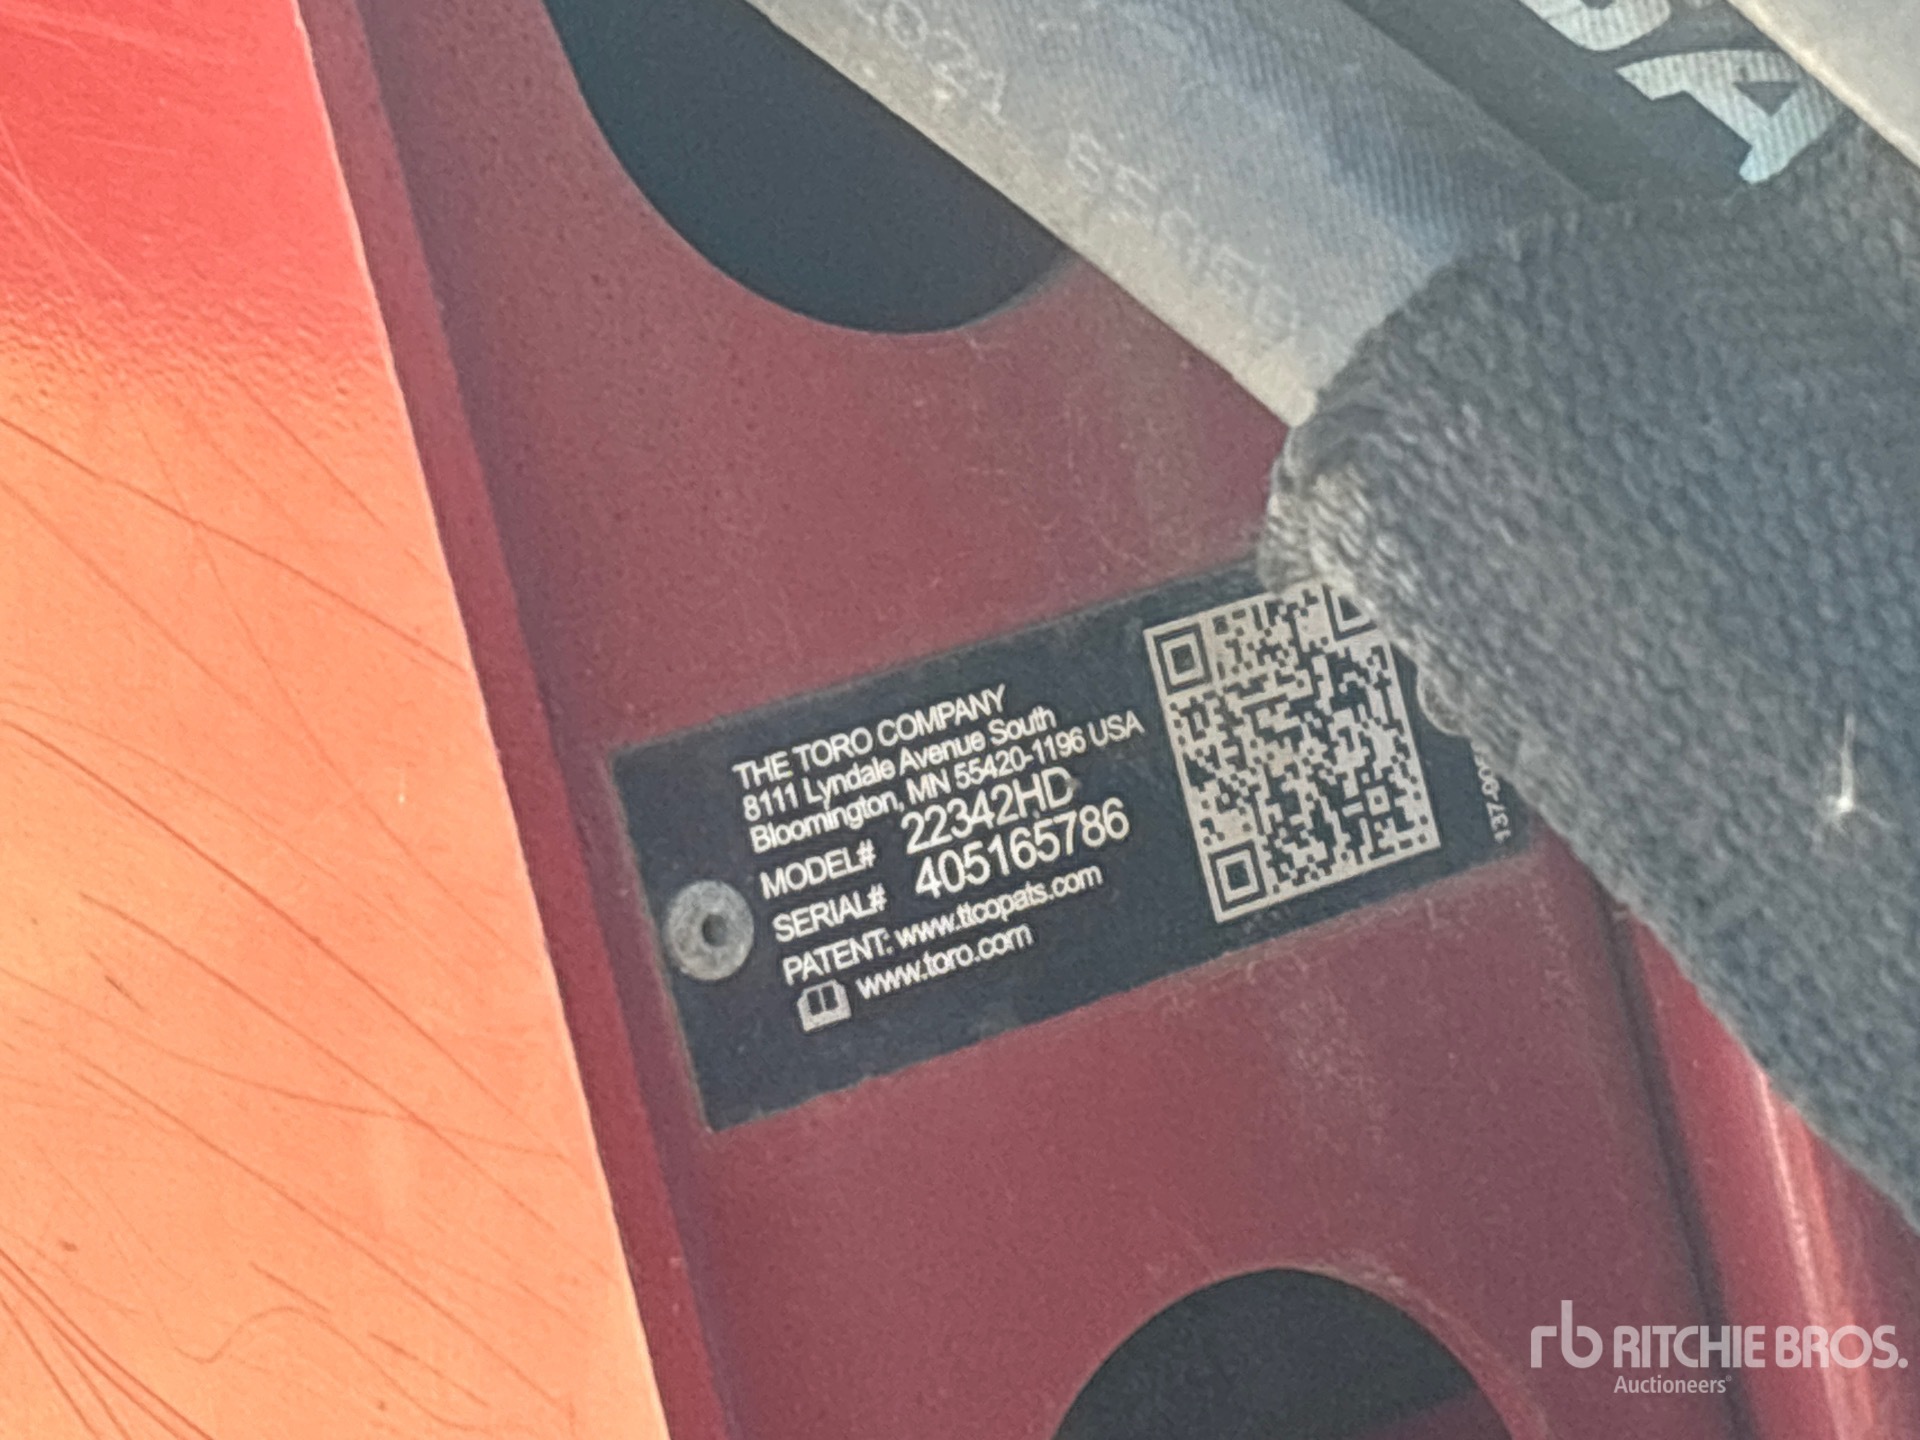 THE TORO COMPANY
8111 Lyndale Avenue South
Bloomington, MN 55420-1196 USA
MODEL# 22342HD
SERIAL# 405165786
PATENT: www.ttcopats.com
www.toro.com
rb RITCHIE BROS.
Auctioneers